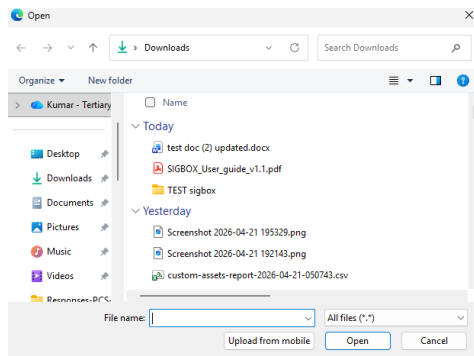 Open
Downloads
Search Downloads
Organize
New folder
Kumar - Tertiary
Name
Today
Desktop
test doc (2) updated.docx
Downloads
SIGBOX_User_guide_v1.1.pdf
Documents
TEST sigbox
Yesterday
Pictures
Screenshot 2026-04-21 195329.png
Music
Screenshot 2026-04-21 192143.png
Videos
custom-assets-report-2026-04-21-050743.csv
Responses-PCS-
File name:
All files (*.*)
Upload from mobile
Open
Cancel